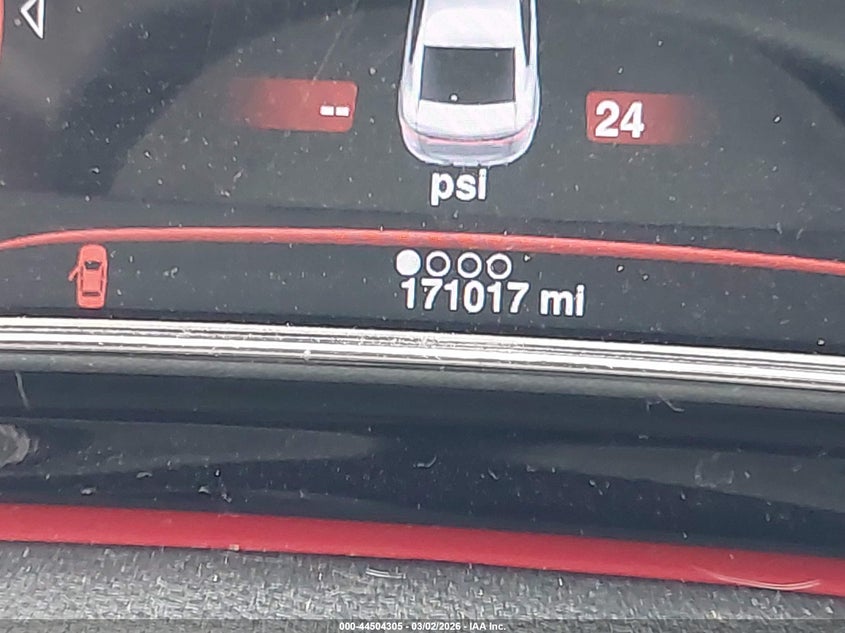 --
24
psi
171017 mi
000-44504305 - 03/02/2026 - IAA Inc.